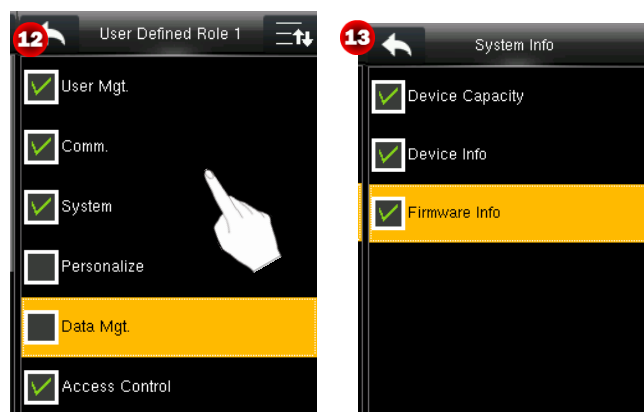 12
User Defined Role 1
User Mgt.
Comm.
System
Personalize
Data Mgt.
Access Control
13
System Info
Device Capacity
Device Info
Firmware Info